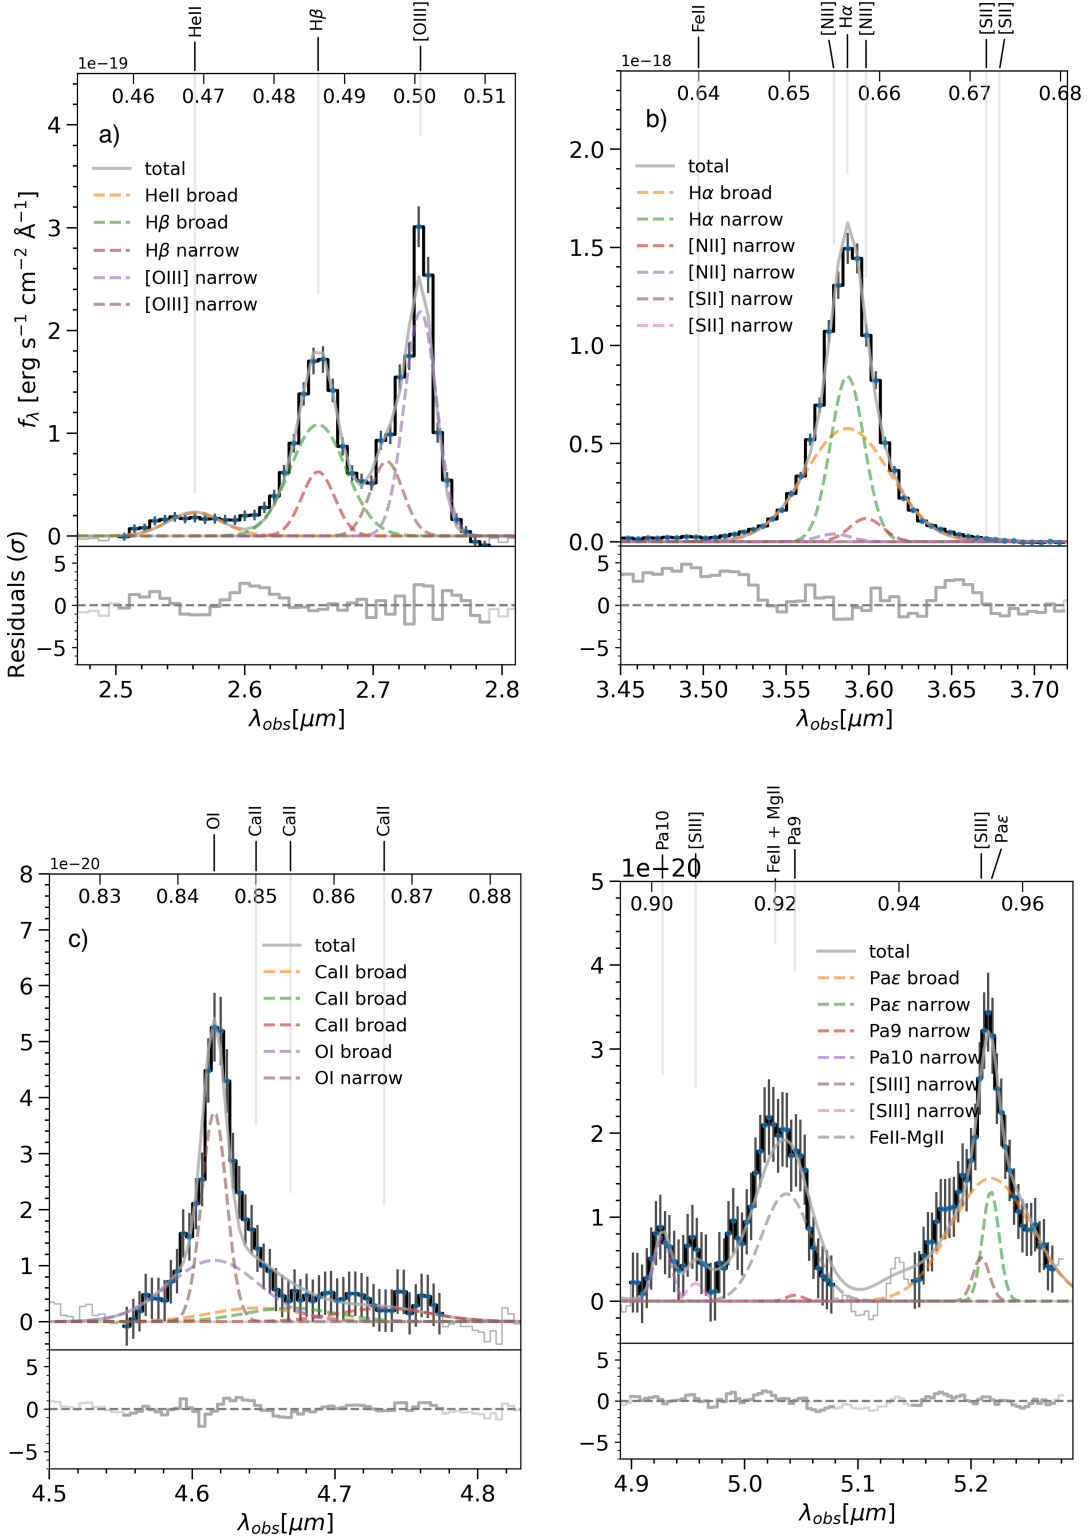 HeII
Hβ
[OIII]
1e−19
0.46 0.47 0.48 0.49 0.50 0.51
a)
total
HeII broad
Hβ broad
Hβ narrow
[OIII] narrow
[OIII] narrow
4
3
2
1
0
fλ [erg s⁻¹ cm⁻² Å⁻¹]
5
0
−5
Residuals (σ)
2.5 2.6 2.7 2.8
λobs[μm]
FeII
[NII]
Hα
[NII]
[SII]
[SII]
1e−18
0.64 0.65 0.66 0.67 0.68
b)
total
Hα broad
Hα narrow
[NII] narrow
[NII] narrow
[SII] narrow
[SII] narrow
2.0
1.5
1.0
0.5
0.0
5
0
−5
3.45 3.50 3.55 3.60 3.65 3.70
λobs[μm]
OI
CaII
CaII
CaII
1e−20
0.83 0.84 0.85 0.86 0.87 0.88
c)
total
CaII broad
CaII broad
CaII broad
OI broad
OI narrow
8
7
6
5
4
3
2
1
0
5
0
−5
4.5 4.6 4.7 4.8
λobs[μm]
Pa10
[SIII]
FeII + MgII
Pa9
[SIII]
Paε
1e−20
0.90 0.92 0.94 0.96
total
Paε broad
Paε narrow
Pa9 narrow
Pa10 narrow
[SIII] narrow
[SIII] narrow
FeII-MgII
5
4
3
2
1
0
5
0
−5
4.9 5.0 5.1 5.2
λobs[μm]